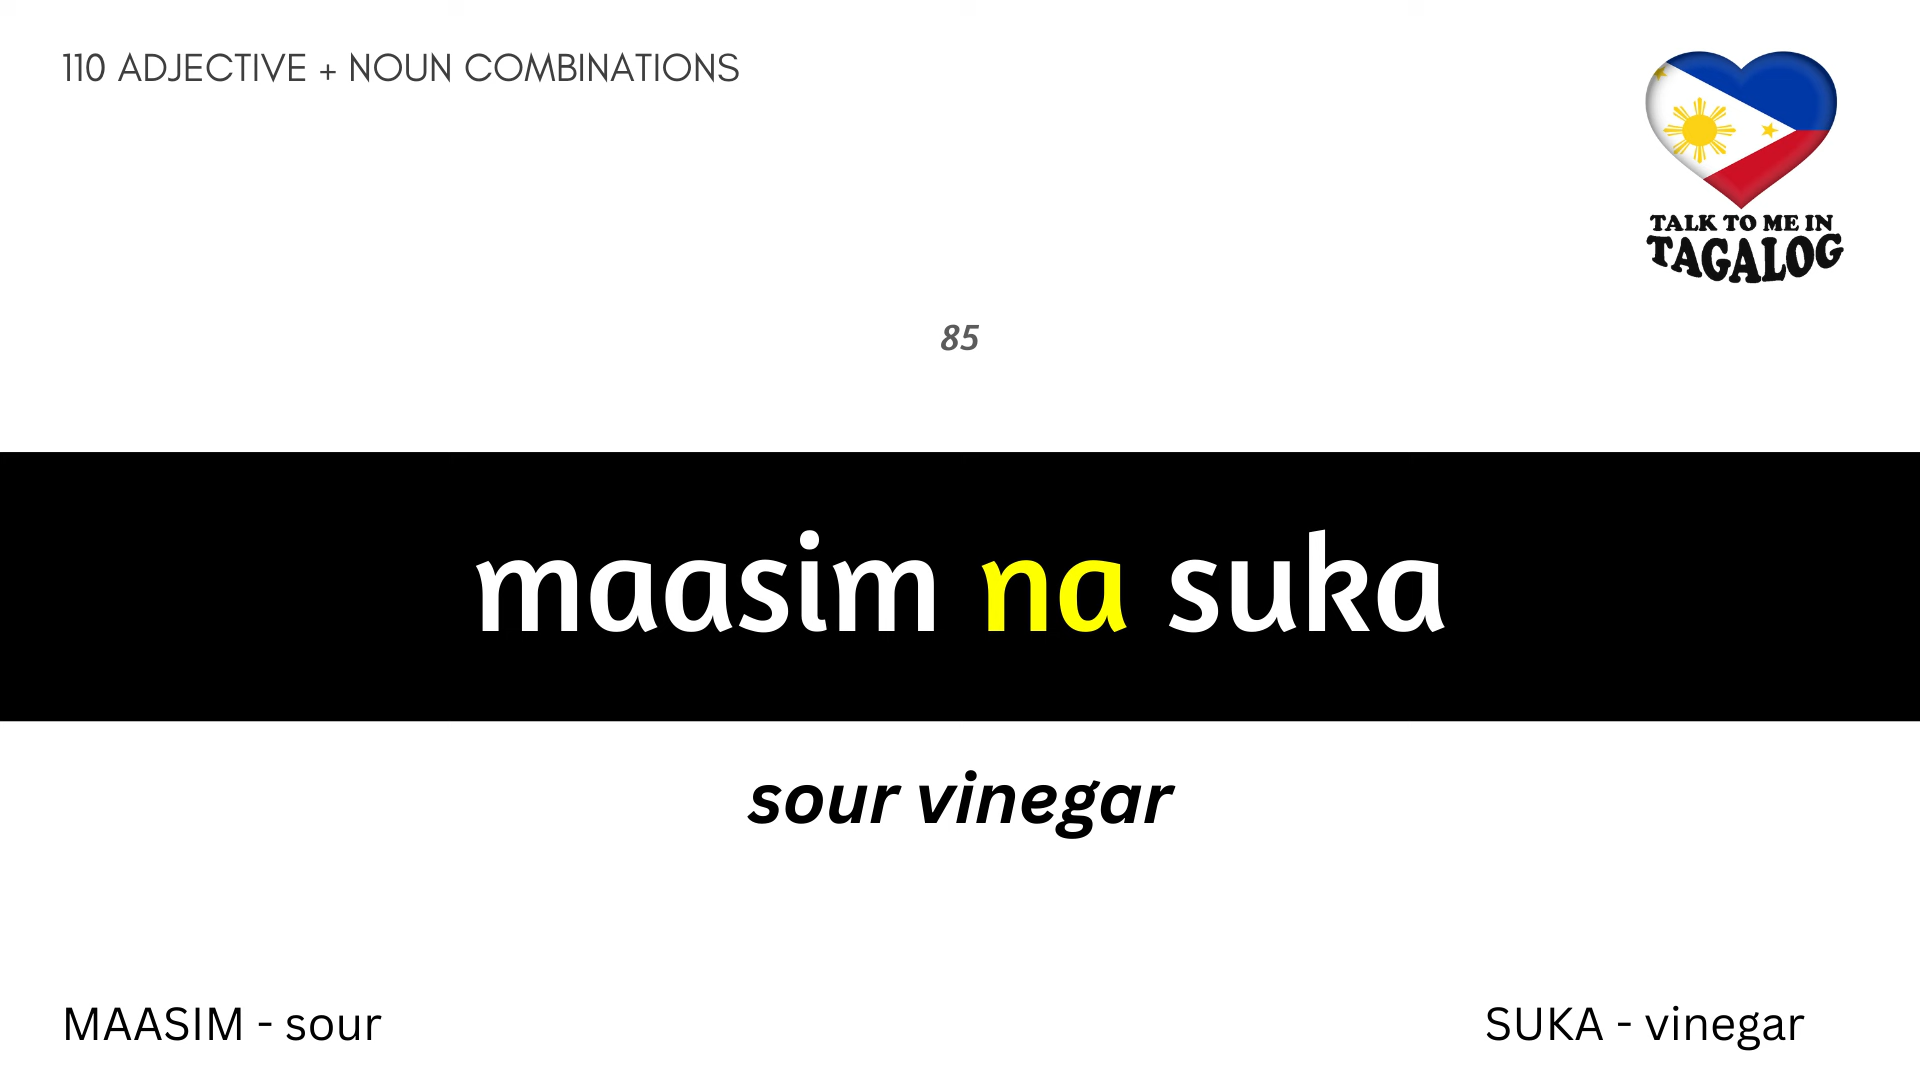 110 ADJECTIVE + NOUN COMBINATIONS
TALK TO ME IN
TAGALOG
85
maasim na suka
sour vinegar
MAASIM - sour
SUKA - vinegar